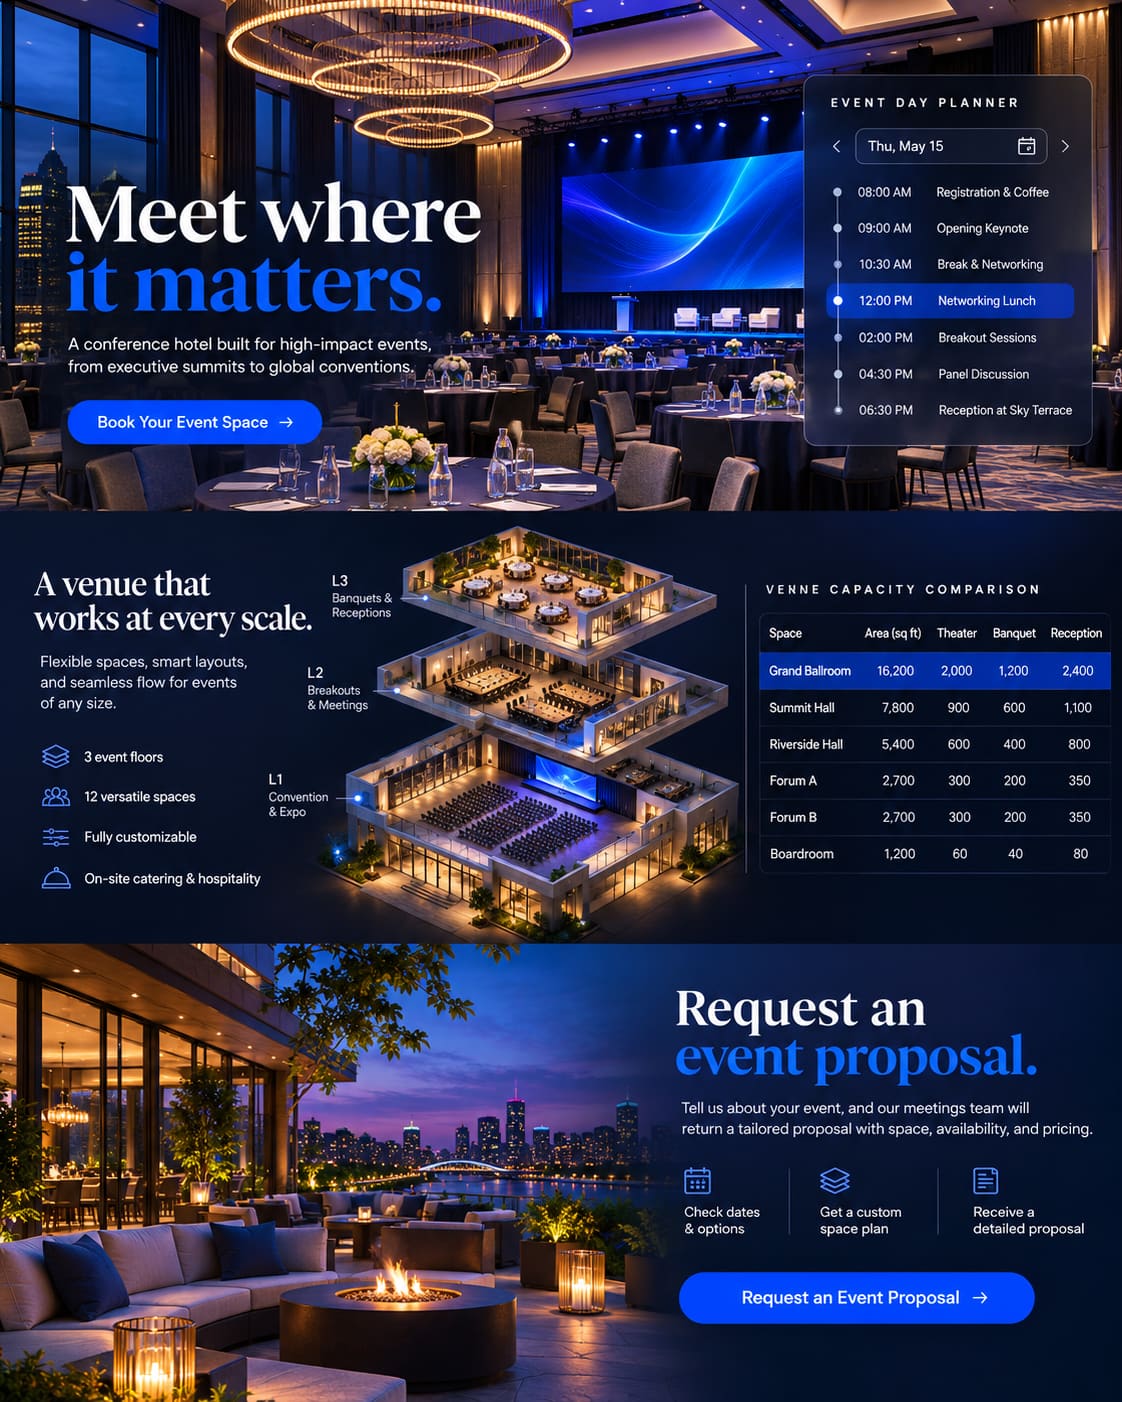 Meet where
it matters.
A conference hotel built for high-impact events,
from executive summits to global conventions.
Book Your Event Space →
EVENT DAY PLANNER
Thu, May 15
08:00 AM Registration & Coffee
09:00 AM Opening Keynote
10:30 AM Break & Networking
12:00 PM Networking Lunch
02:00 PM Breakout Sessions
04:30 PM Panel Discussion
06:30 PM Reception at Sky Terrace
A venue that
works at every scale.
Flexible spaces, smart layouts,
and seamless flow for events
of any size.
3 event floors
12 versatile spaces
Fully customizable
On-site catering & hospitality
L3
Banquets &
Receptions
L2
Breakouts
& Meetings
L1
Convention
& Expo
VENNE CAPACITY COMPARISON
Space Area (sq ft) Theater Banquet Reception
Grand Ballroom 16,200 2,000 1,200 2,400
Summit Hall 7,800 900 600 1,100
Riverside Hall 5,400 600 400 800
Forum A 2,700 300 200 350
Forum B 2,700 300 200 350
Boardroom 1,200 60 40 80
Request an
event proposal.
Tell us about your event, and our meetings team will
return a tailored proposal with space, availability, and pricing.
Check dates
& options
Get a custom
space plan
Receive a
detailed proposal
Request an Event Proposal →